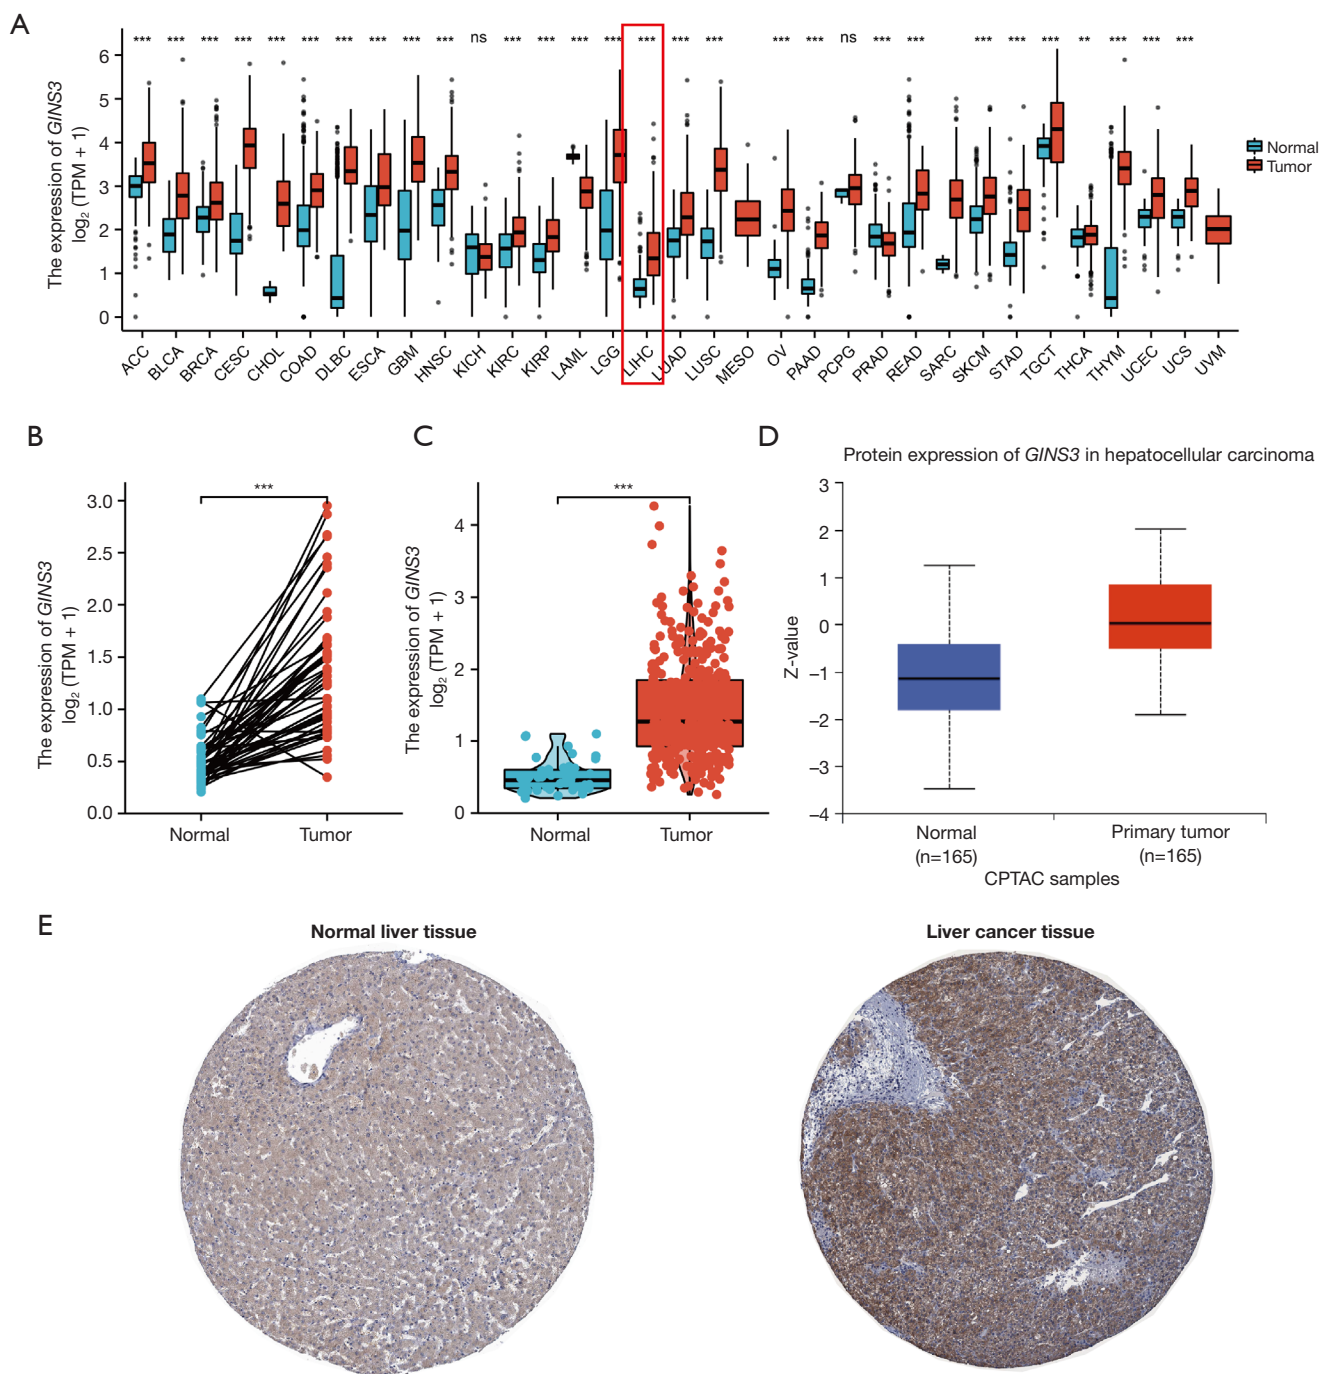 A
The expression of GINS3
log₂ (TPM + 1)
6
5
4
3
2
1
0
*** *** *** *** *** *** *** *** *** *** ns *** *** *** *** *** *** *** *** *** ns *** *** *** *** *** ** *** *** ***
ACC BLCA BRCA CESC CHOL COAD DLBC ESCA GBM HNSC KICH KIRC KIRP LAML LGG LIHC LUAD LUSC MESO OV PAAD PCPG PRAD READ SARC SKCM STAD TGCT THCA THYM UCEC UCS UVM
Normal
Tumor
B
The expression of GINS3
log₂ (TPM + 1)
3.0
2.5
2.0
1.5
1.0
0.5
0.0
***
Normal Tumor
C
The expression of GINS3
log₂ (TPM + 1)
4
3
2
1
0
***
Normal Tumor
D
Protein expression of GINS3 in hepatocellular carcinoma
Z-value
3
2
1
0
−1
−2
−3
−4
Normal
(n=165)
Primary tumor
(n=165)
CPTAC samples
E
Normal liver tissue
Liver cancer tissue